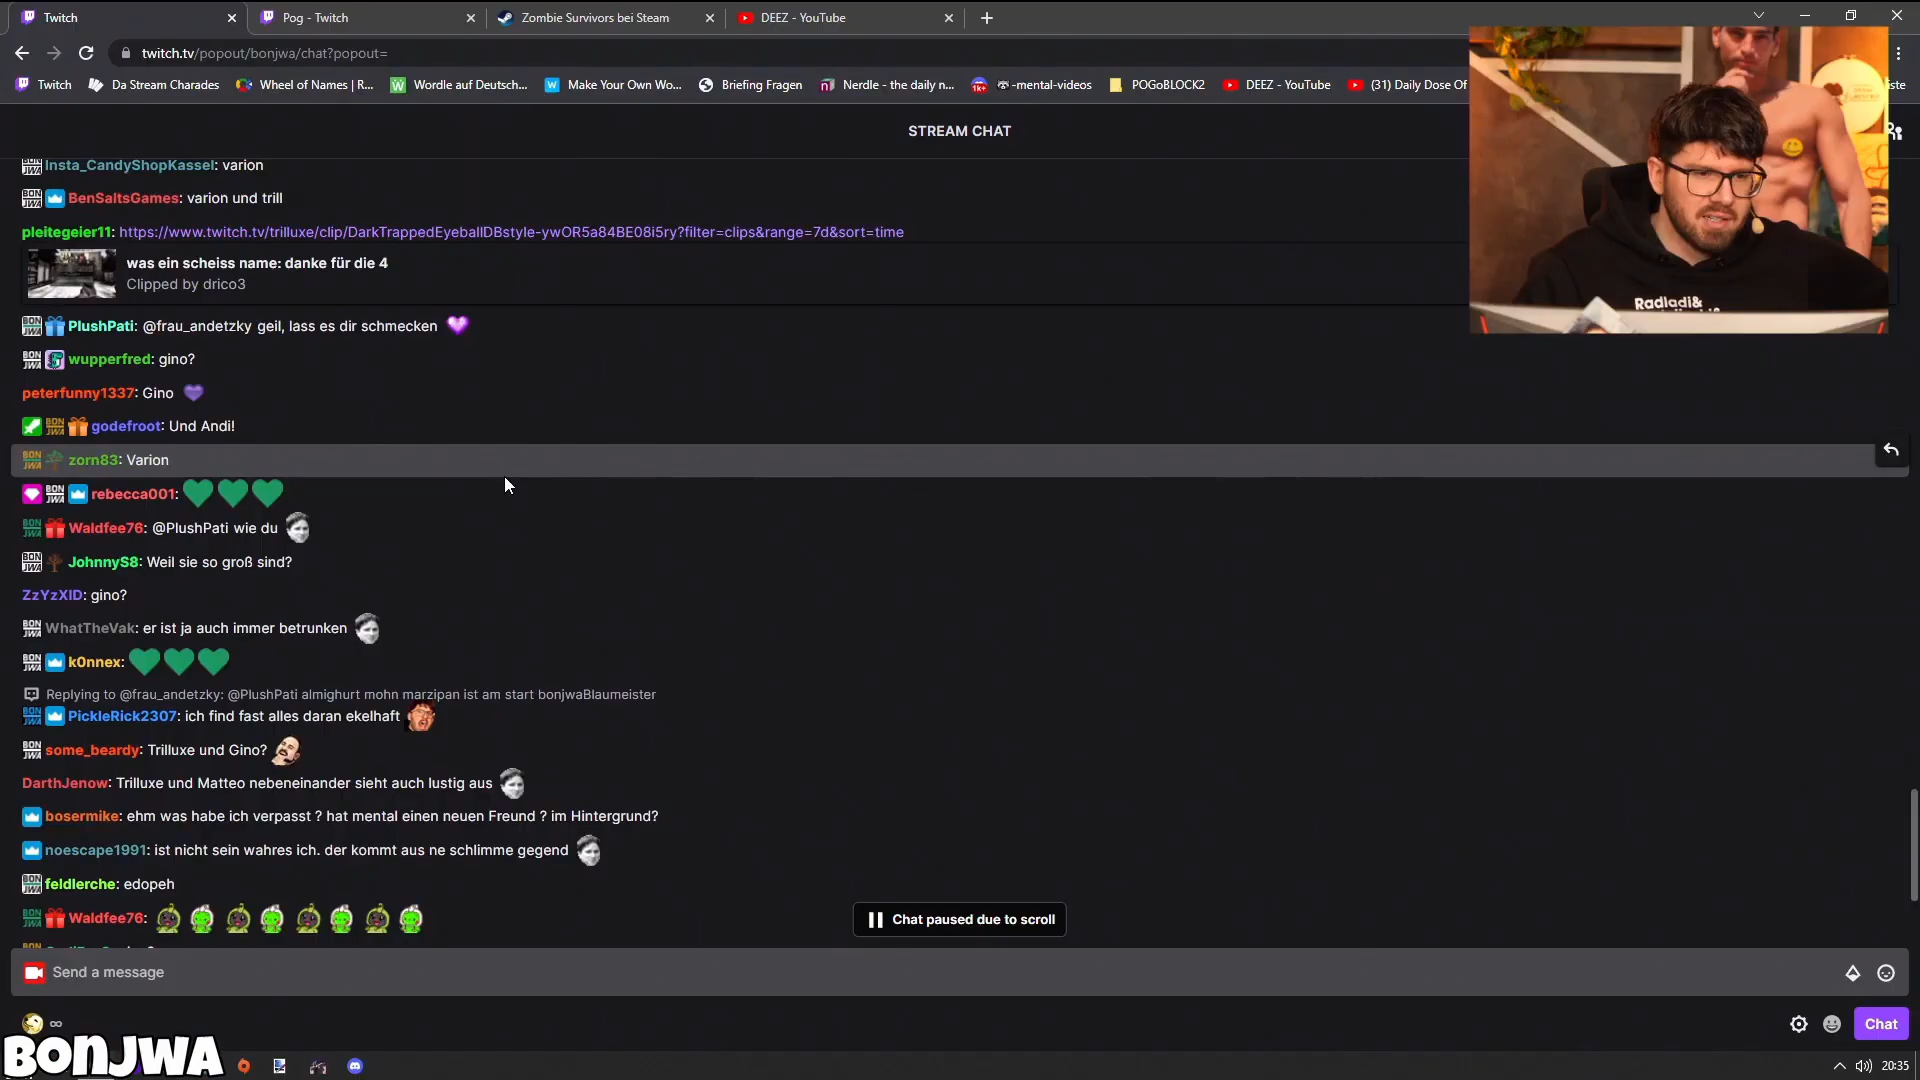 Twitch
Pog - Twitch
Zombie Survivors bei Steam
DEEZ - YouTube
twitch.tv/popout/bonjwa/chat?popout=
Twitch
Da Stream Charades
Wheel of Names | R...
Wordle auf Deutsch...
Make Your Own Wo...
Briefing Fragen
Nerdle - the daily n...
-mental-videos
POGoBLOCK2
DEEZ - YouTube
(31) Daily Dose Of
iste
STREAM CHAT
Insta_CandyShopKassel: varion
BenSaltsGames: varion und trill
pleitegeier11: https://www.twitch.tv/trilluxe/clip/DarkTrappedEyeballDBstyle-ywOR5a84BE08i5ry?filter=clips&range=7d&sort=time
was ein scheiss name: danke für die 4
Clipped by drico3
PlushPati: @frau_andetzky geil, lass es dir schmecken
wupperfred: gino?
peterfunny1337: Gino
godefroot: Und Andi!
zorn83: Varion
rebecca001:
Waldfee76: @PlushPati wie du
JohnnyS8: Weil sie so groß sind?
ZzYzXID: gino?
WhatTheVak: er ist ja auch immer betrunken
k0nnex:
Replying to @frau_andetzky: @PlushPati almighurt mohn marzipan ist am start bonjwaBlaumeister
PickleRick2307: ich find fast alles daran ekelhaft
some_beardy: Trilluxe und Gino?
DarthJenow: Trilluxe und Matteo nebeneinander sieht auch lustig aus
bosermike: ehm was habe ich verpasst ? hat mental einen neuen Freund ? im Hintergrund?
noescape1991: ist nicht sein wahres ich. der kommt aus ne schlimme gegend
feldlerche: edopeh
Waldfee76:
Chat paused due to scroll
Send a message
Chat
BONJWA
20:35
Radladi&